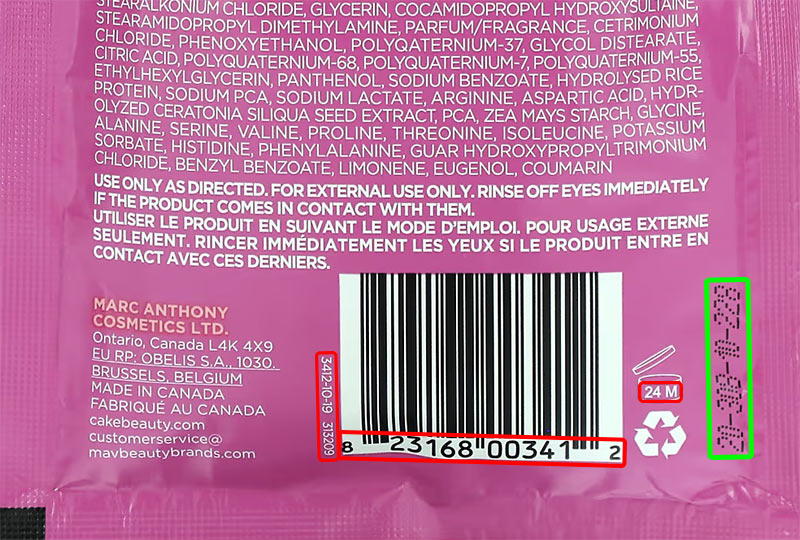 STEARALKONIUM CHLORIDE, GLYCERIN, COCAMIDOPROPYL HYDROXYSULTAINE,
STEARAMIDOPROPYL DIMETHYLAMINE, PARFUM/FRAGRANCE, CETRIMONIUM
CHLORIDE, PHENOXYETHANOL, POLYQATERNIUM-37, GLYCOL DISTEARATE,
CITRIC ACID, POLYQUATERNIUM-68, POLYQUATERNIUM-7, POLYQUATERNIUM-55,
ETHYLHEXYLGLYCERIN, PANTHENOL, SODIUM BENZOATE, HYDROLYSED RICE
PROTEIN, SODIUM PCA, SODIUM LACTATE, ARGININE, ASPARTIC ACID, HYDR-
OLYZED CERATONIA SILIQUA SEED EXTRACT, PCA, ZEA MAYS STARCH, GLYCINE,
ALANINE, SERINE, VALINE, PROLINE, THREONINE, ISOLEUCINE, POTASSIUM
SORBATE, HISTIDINE, PHENYLALANINE, GUAR HYDROXYPROPYLTRIMONIUM
CHLORIDE, BENZYL BENZOATE, LIMONENE, EUGENOL, COUMARIN
USE ONLY AS DIRECTED. FOR EXTERNAL USE ONLY. RINSE OFF EYES IMMEDIATELY
IF THE PRODUCT COMES IN CONTACT WITH THEM.
UTILISER LE PRODUIT EN SUIVANT LE MODE D'EMPLOI. POUR USAGE EXTERNE
SEULEMENT. RINCER IMMÉDIATEMENT LES YEUX SI LE PRODUIT ENTRE EN
CONTACT AVEC CES DERNIERS.
MARC ANTHONY
COSMETICS LTD.
Ontario, Canada L4K 4X9
EU RP: OBELIS S.A., 1030.
BRUSSELS, BELGIUM
MADE IN CANADA
FABRIQUÉ AU CANADA
cakebeauty.com
customerservice@
mavbeautybrands.com
3412-10-19 313209
8 23168 00341 2
24 M
20-308-10-228